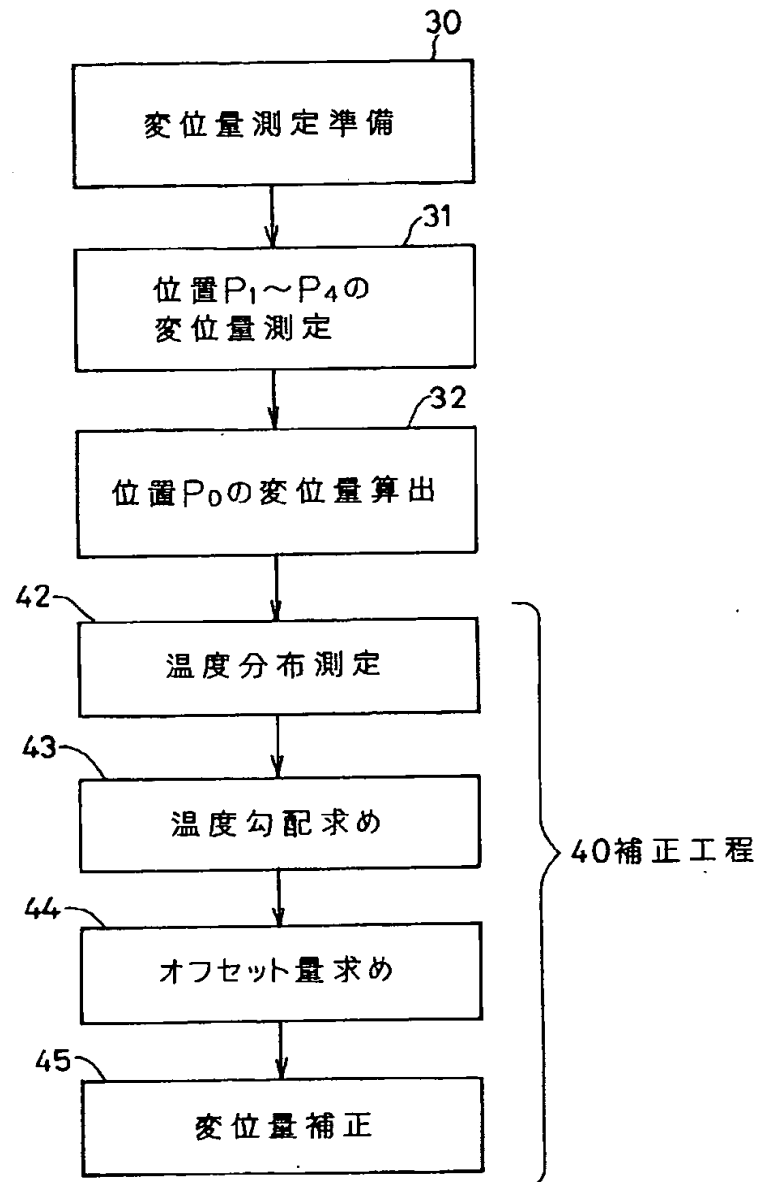 30
変位量測定準備
31
位置P₁〜P₄の
変位量測定
32
位置P₀の変位量算出
42
温度分布測定
43
温度勾配求め
44
オフセット量求め
45
変位量補正
40補正工程